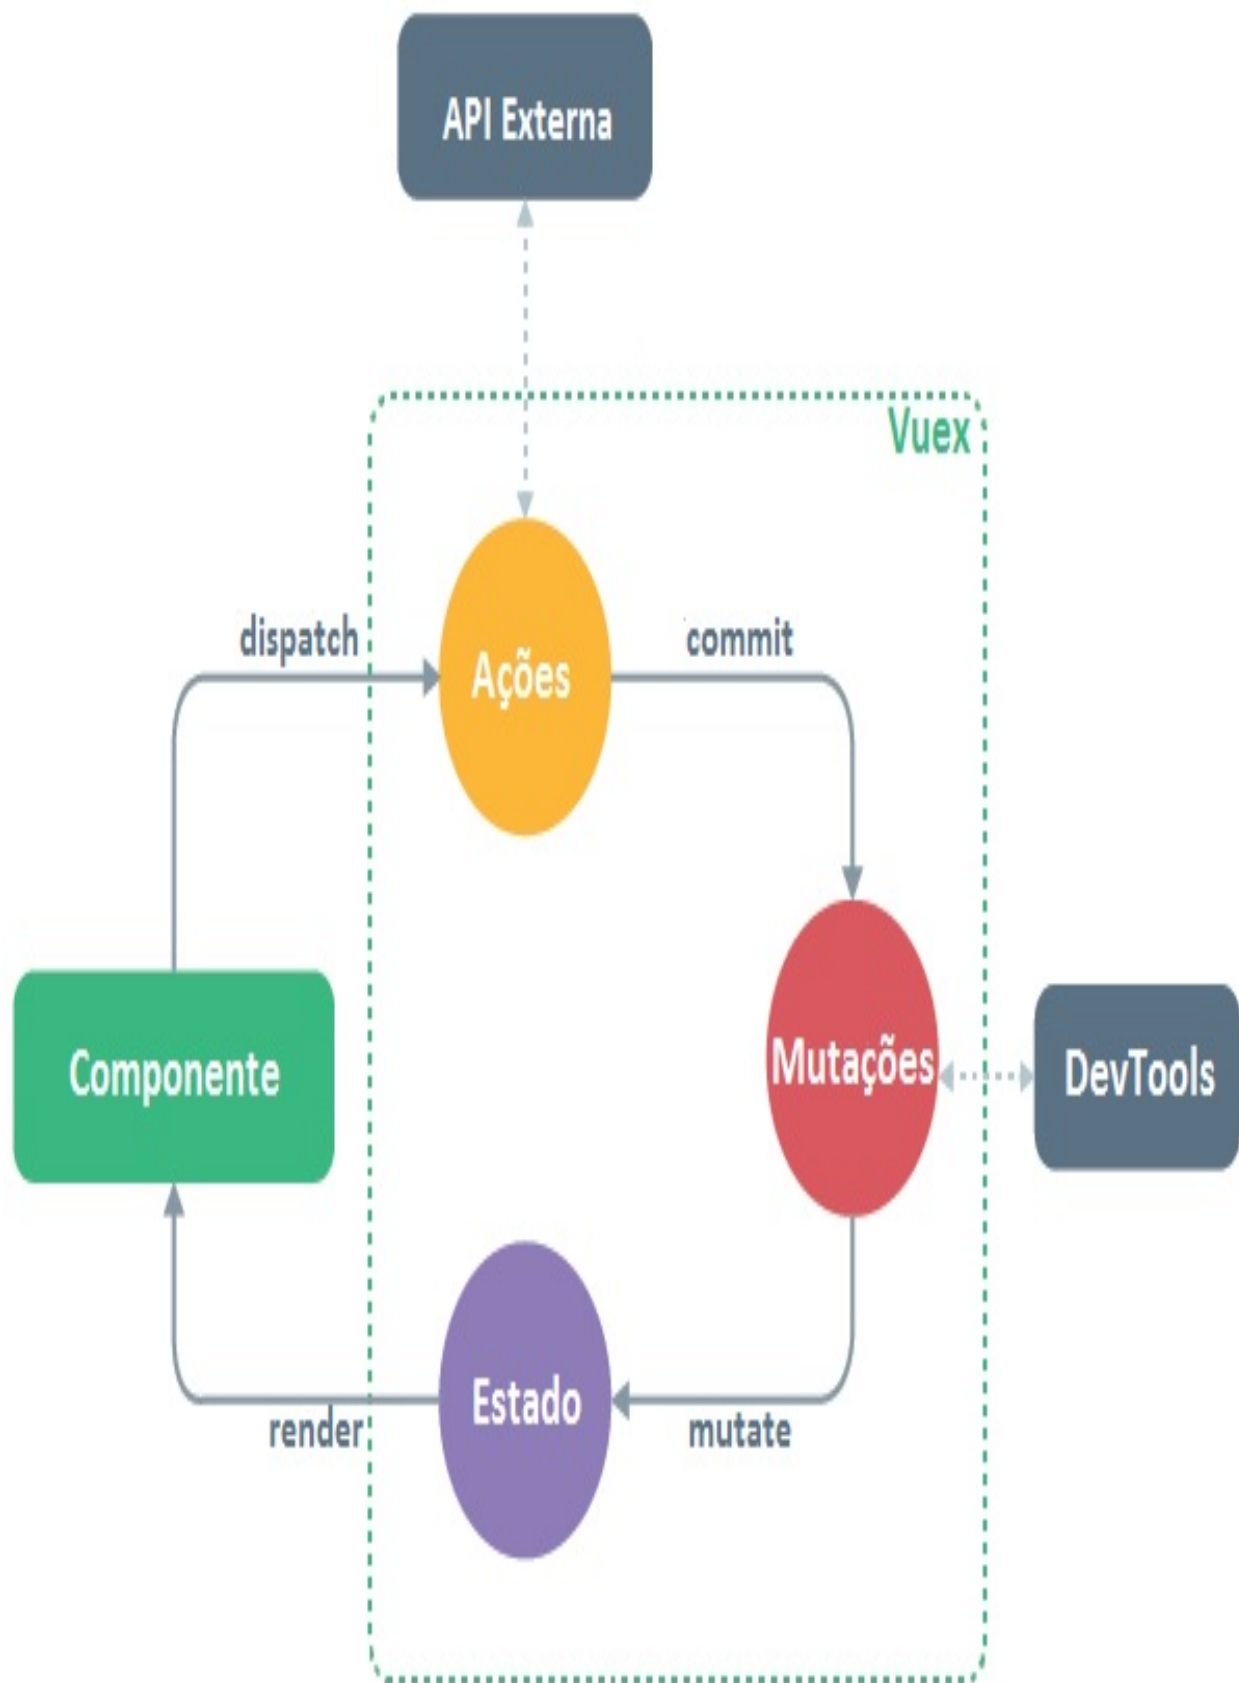 API Externa
Vuex
dispatch
commit
Ações
Componente
Mutações
DevTools
Estado
render
mutate